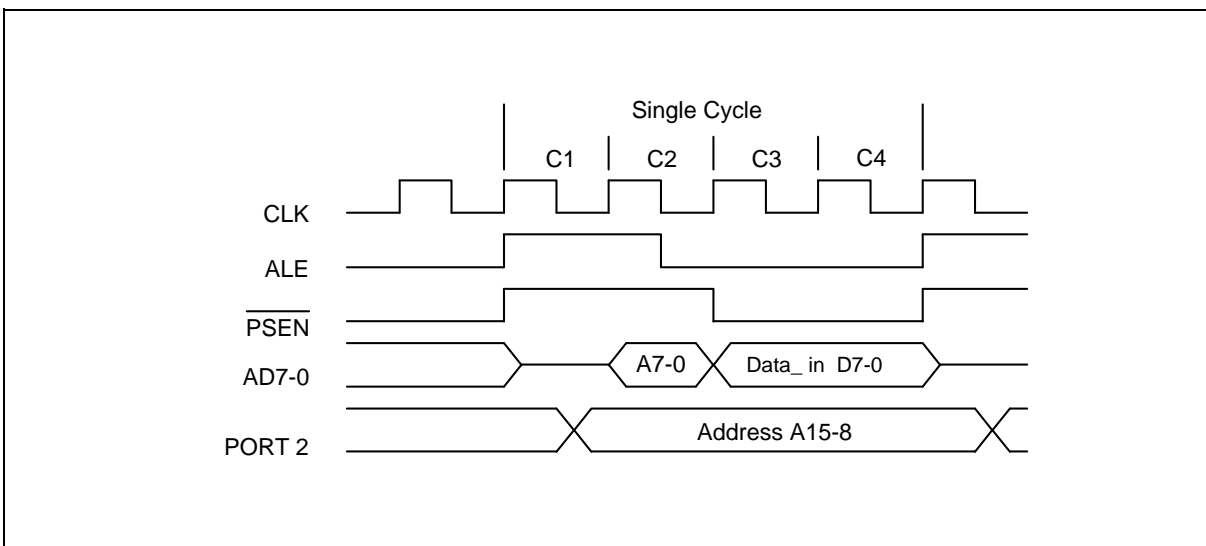 Single Cycle
C1 C2 C3 C4
CLK
ALE
PSEN
AD7-0 A7-0 Data_ in D7-0
PORT 2 Address A15-8